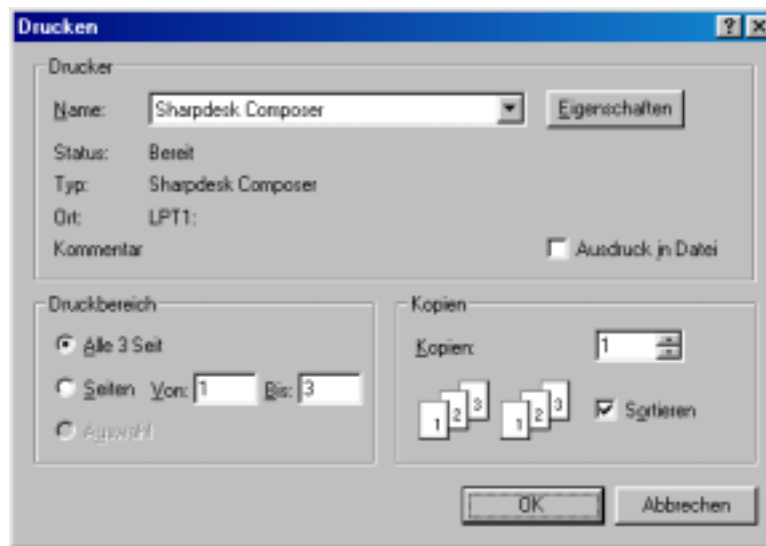 Drucken
Drucker
Name: Sharpdesk Composer Eigenschaften
Status: Bereit
Typ: Sharpdesk Composer
Ort: LPT1:
Kommentar Ausdruck in Datei
Druckbereich
Alle 3 Seit
Seiten Von: 1 Bis: 3
Auswahl
Kopien
Kopien: 1
1 2 3 1 2 3 Sortieren
OK Abbrechen